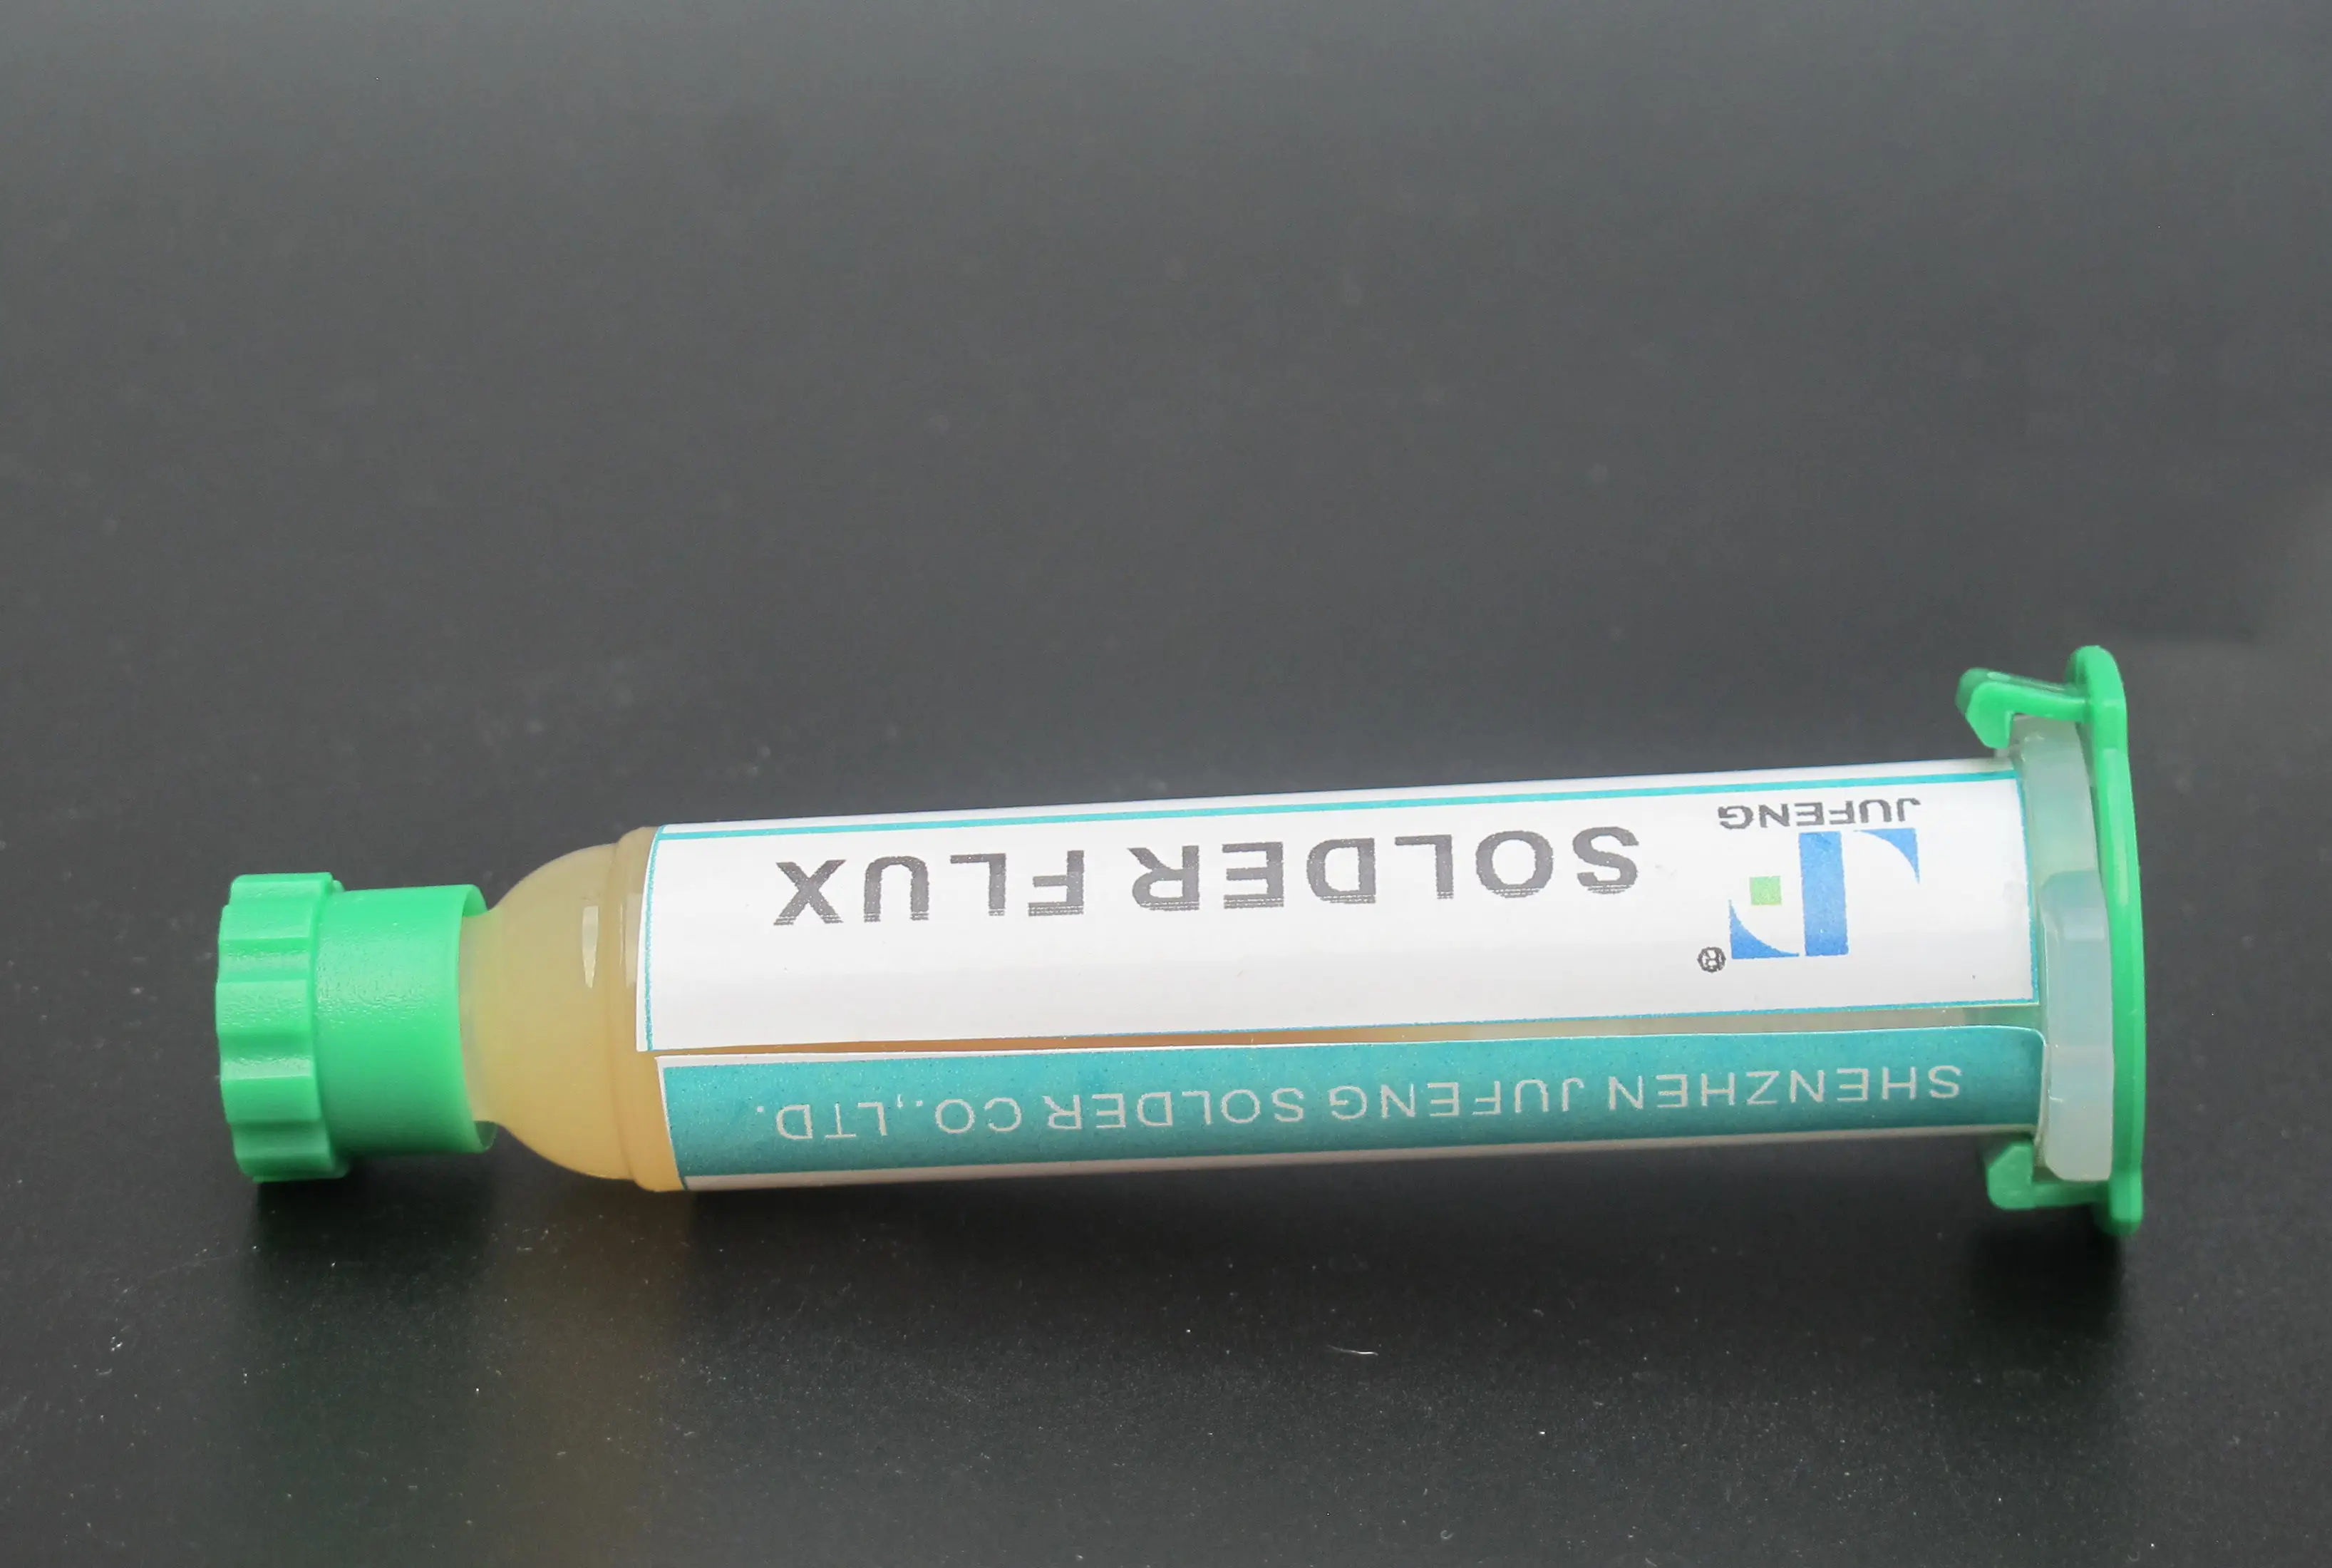 SHENZHEN JUFENG SOLDER CO.,LTD.
®
JUFENG
SOLDER FLUX